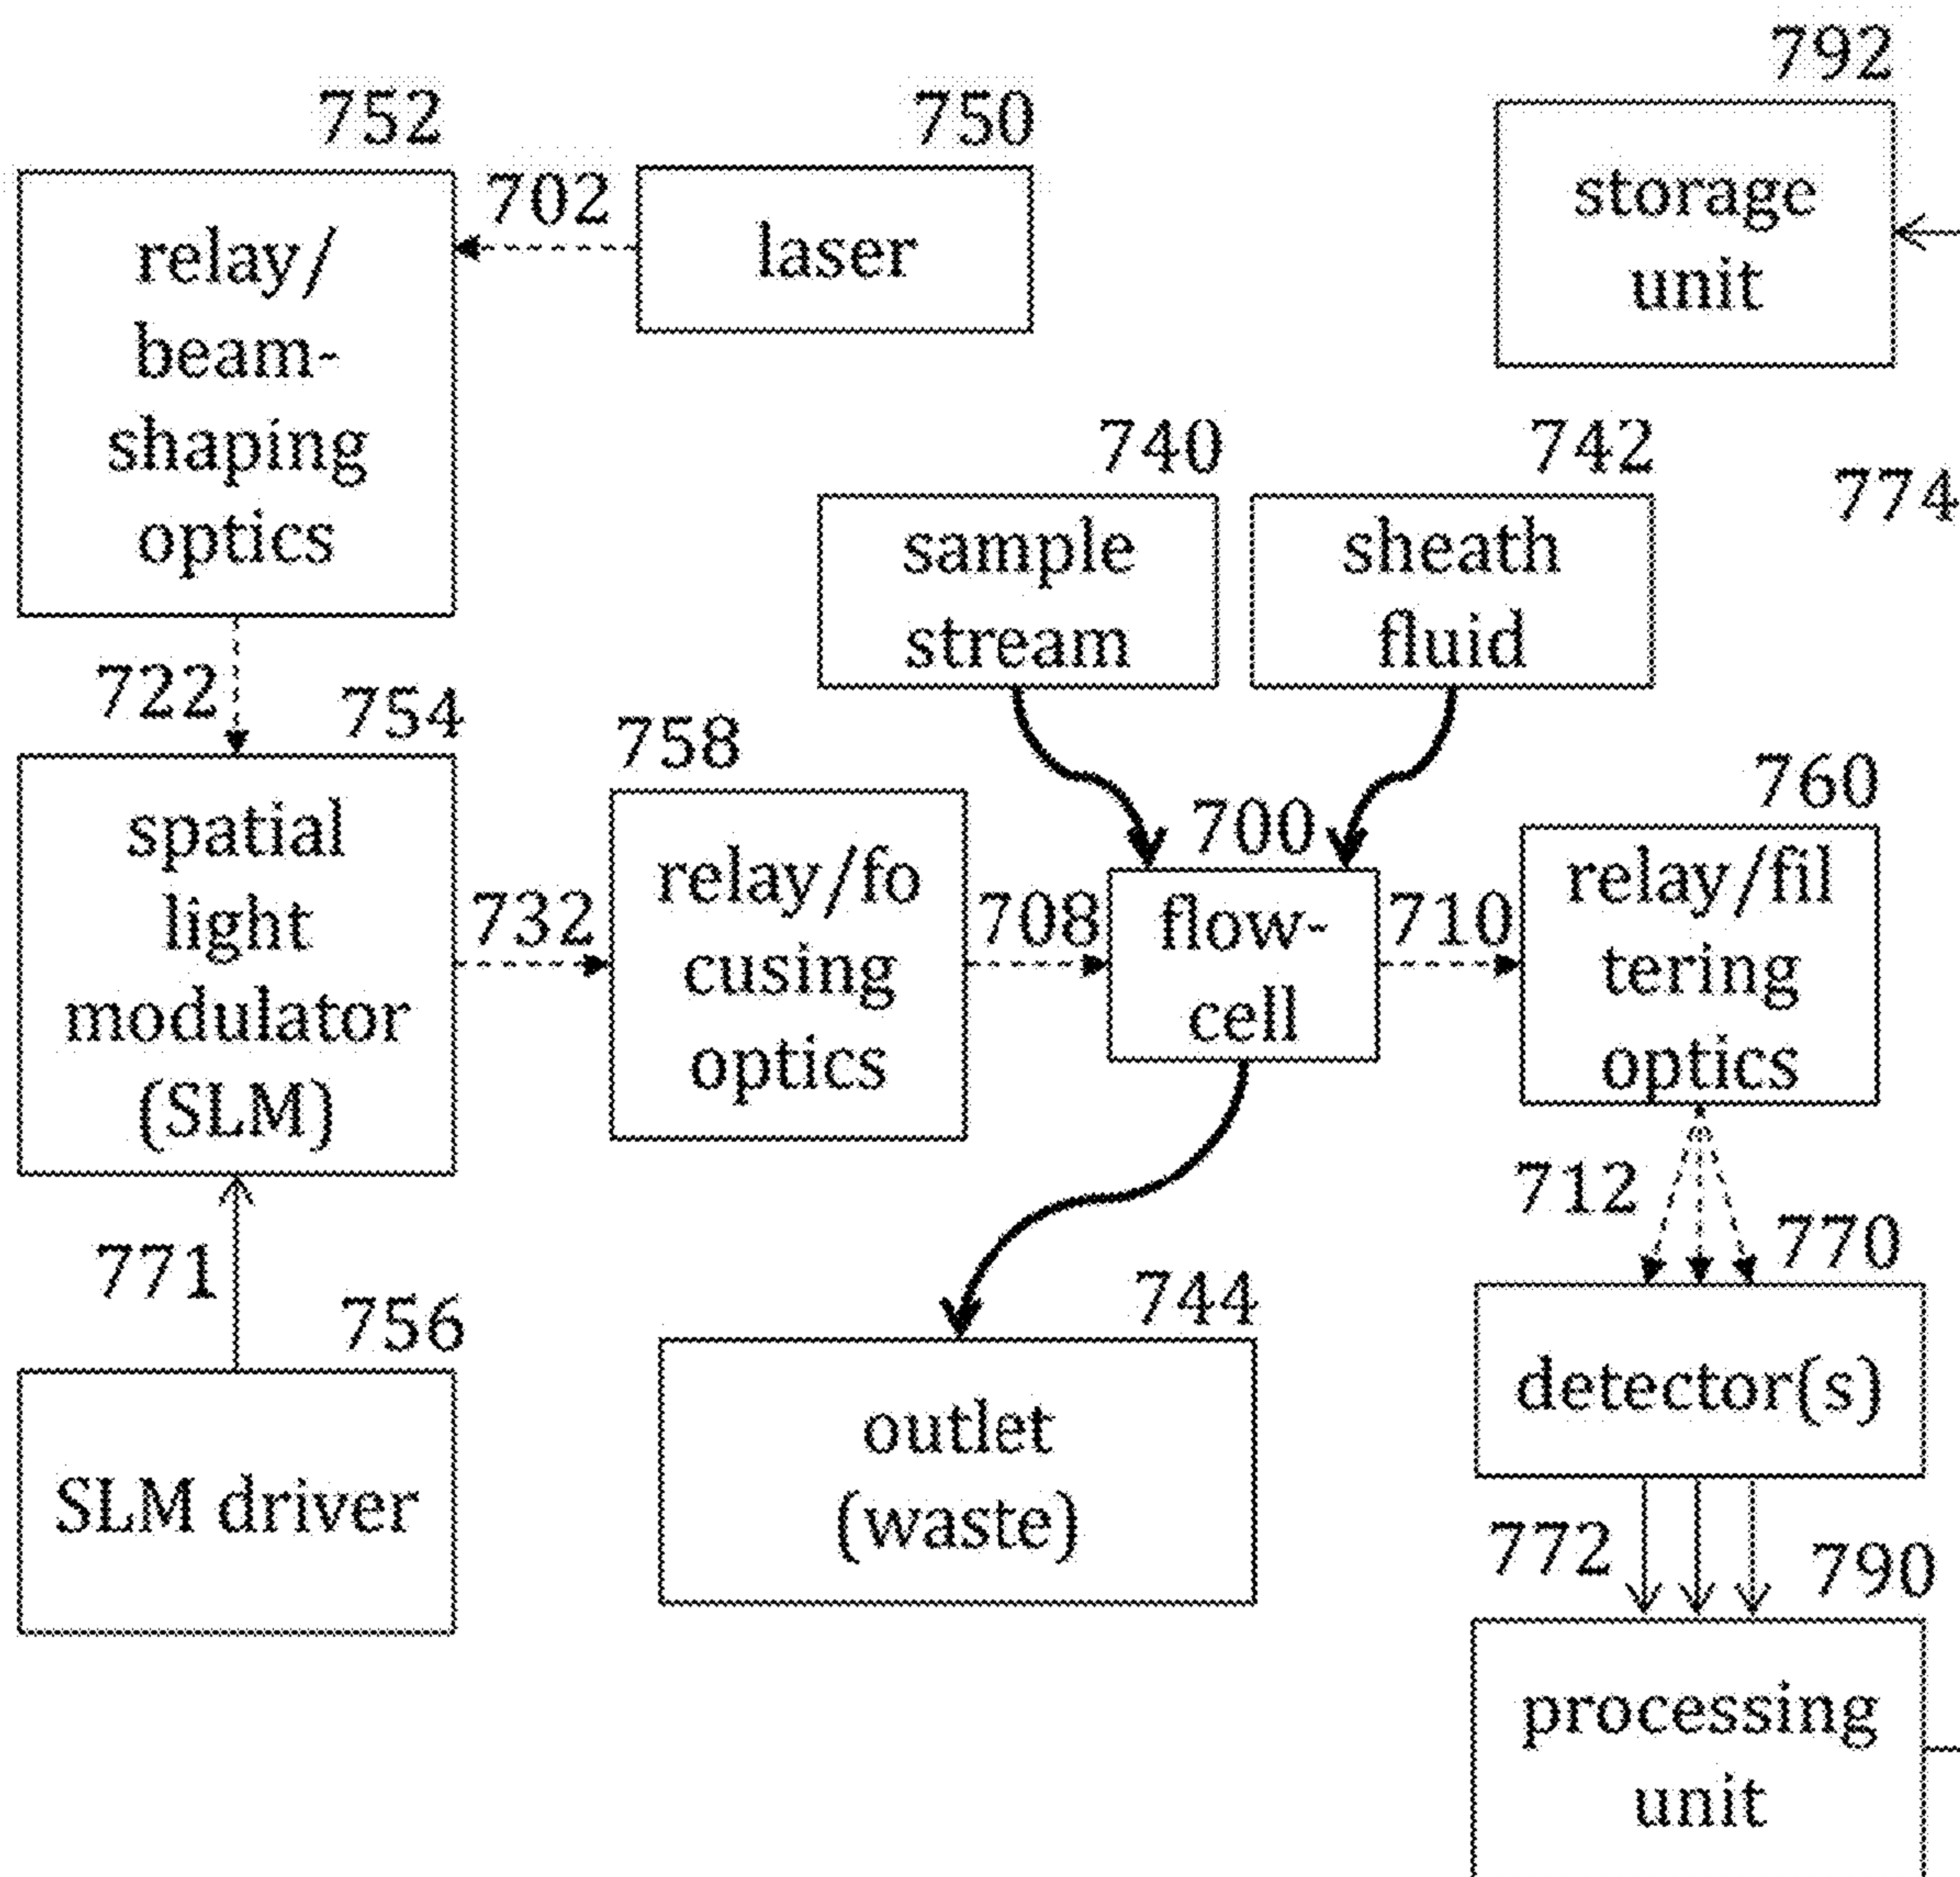 792
752
750
702
storage
unit
relay/
beam-
shaping
optics
laser
740
742
774
sample
stream
sheath
fluid
722
754
758
700
760
spatial
light
modulator
(SLM)
732
relay/fo
cusing
optics
708
flow-
cell
710
relay/fil
tering
optics
712
770
771
756
744
detector(s)
SLM driver
outlet
(waste)
772
790
processing
unit